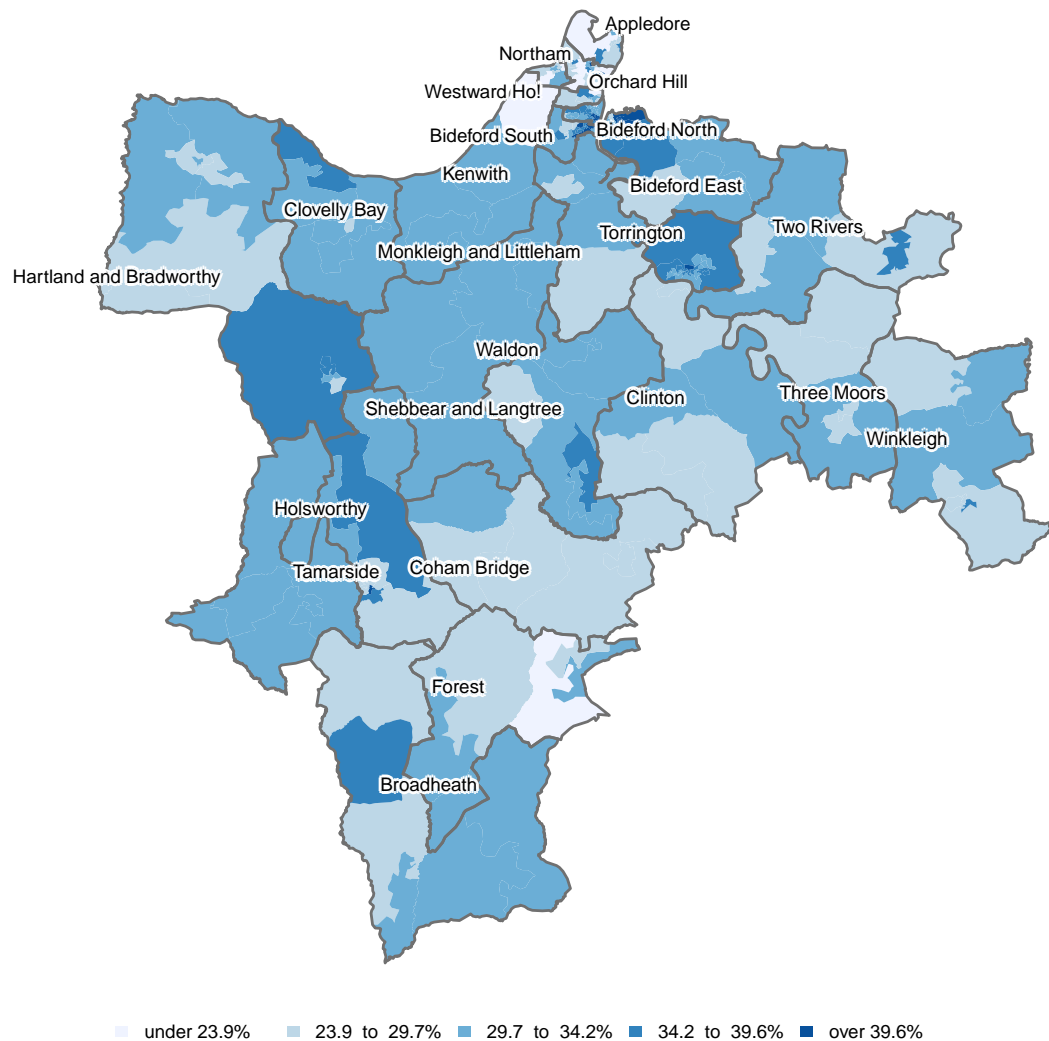 Appledore
Northam
Orchard Hill
Westward Ho!
Bideford North
Bideford South
Kenwith
Bideford East
Clovelly Bay
Two Rivers
Torrington
Monkleigh and Littleham
Hartland and Bradworthy
Waldon
Three Moors
Clinton
Shebbear and Langtree
Winkleigh
Holsworthy
Coham Bridge
Tamarside
Forest
Broadheath
under 23.9% 23.9 to 29.7% 29.7 to 34.2% 34.2 to 39.6% over 39.6%